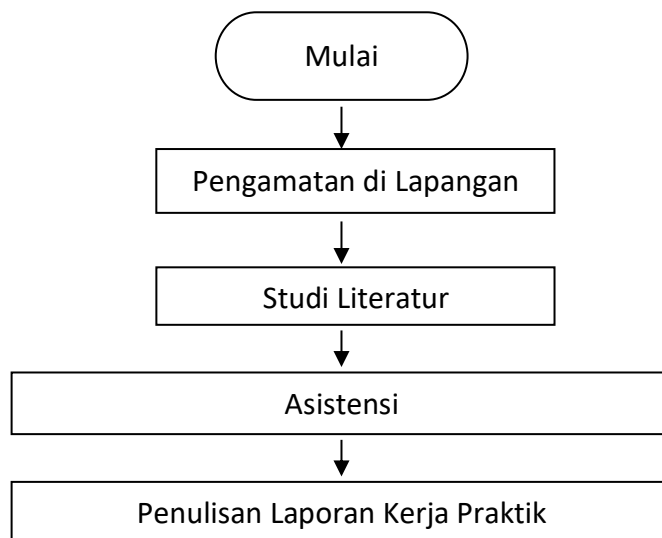 Mulai
Pengamatan di Lapangan
Studi Literatur
Asistensi
Penulisan Laporan Kerja Praktik